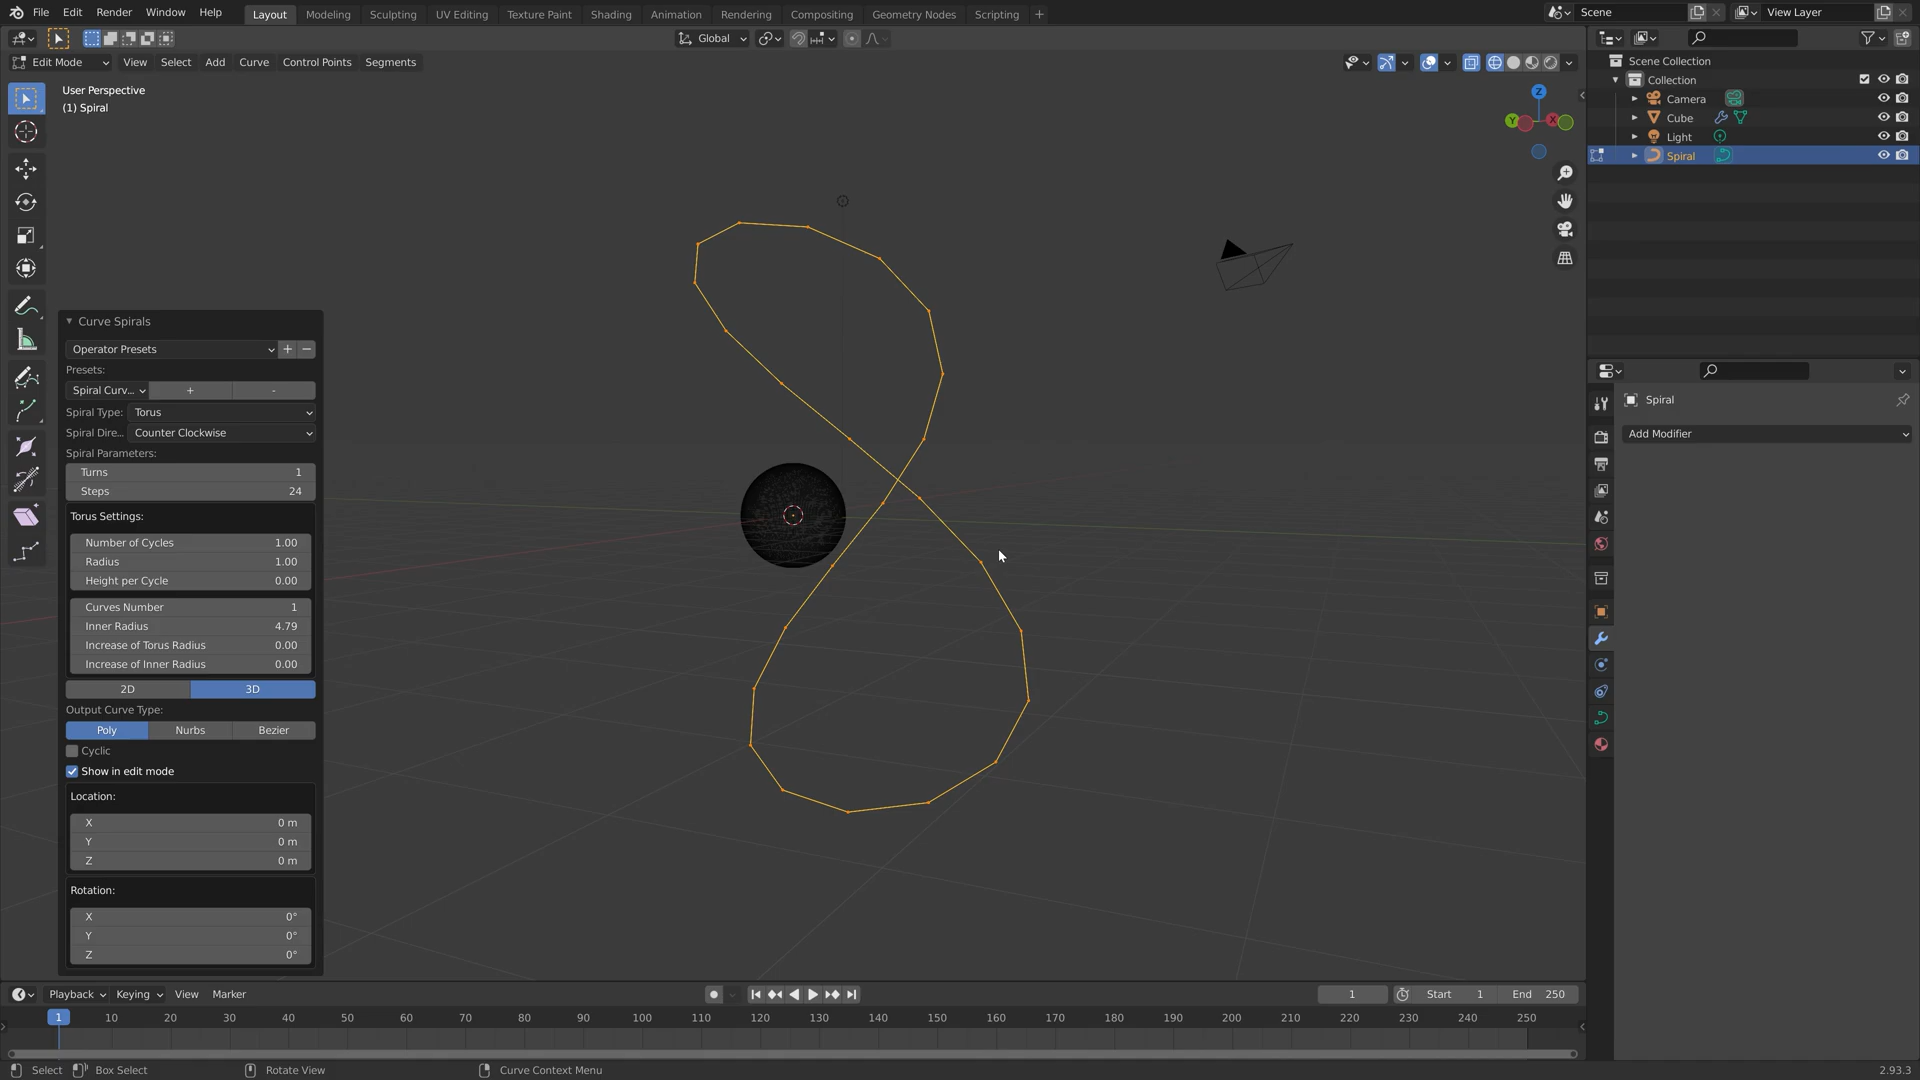 File Edit Render Window Help Layout Modeling Sculpting UV Editing Texture Paint Shading Animation Rendering Compositing Geometry Nodes Scripting + Scene View Layer
Global
Edit Mode View Select Add Curve Control Points Segments
User Perspective
(1) Spiral
Z
Y
X
Scene Collection
Collection
Camera
Cube
Light
Spiral
Spiral
Add Modifier
Curve Spirals
Operator Presets + −
Presets:
Spiral Curv... + -
Spiral Type: Torus
Spiral Dire... Counter Clockwise
Spiral Parameters:
Turns 1
Steps 24
Torus Settings:
Number of Cycles 1.00
Radius 1.00
Height per Cycle 0.00
Curves Number 1
Inner Radius 4.79
Increase of Torus Radius 0.00
Increase of Inner Radius 0.00
2D 3D
Output Curve Type:
Poly Nurbs Bezier
Cyclic
Show in edit mode
Location:
X 0 m
Y 0 m
Z 0 m
Rotation:
X 0°
Y 0°
Z 0°
Playback Keying View Marker 1 Start 1 End 250
1 10 20 30 40 50 60 70 80 90 100 110 120 130 140 150 160 170 180 190 200 210 220 230 240 250
Select Box Select Rotate View Curve Context Menu 2.93.3